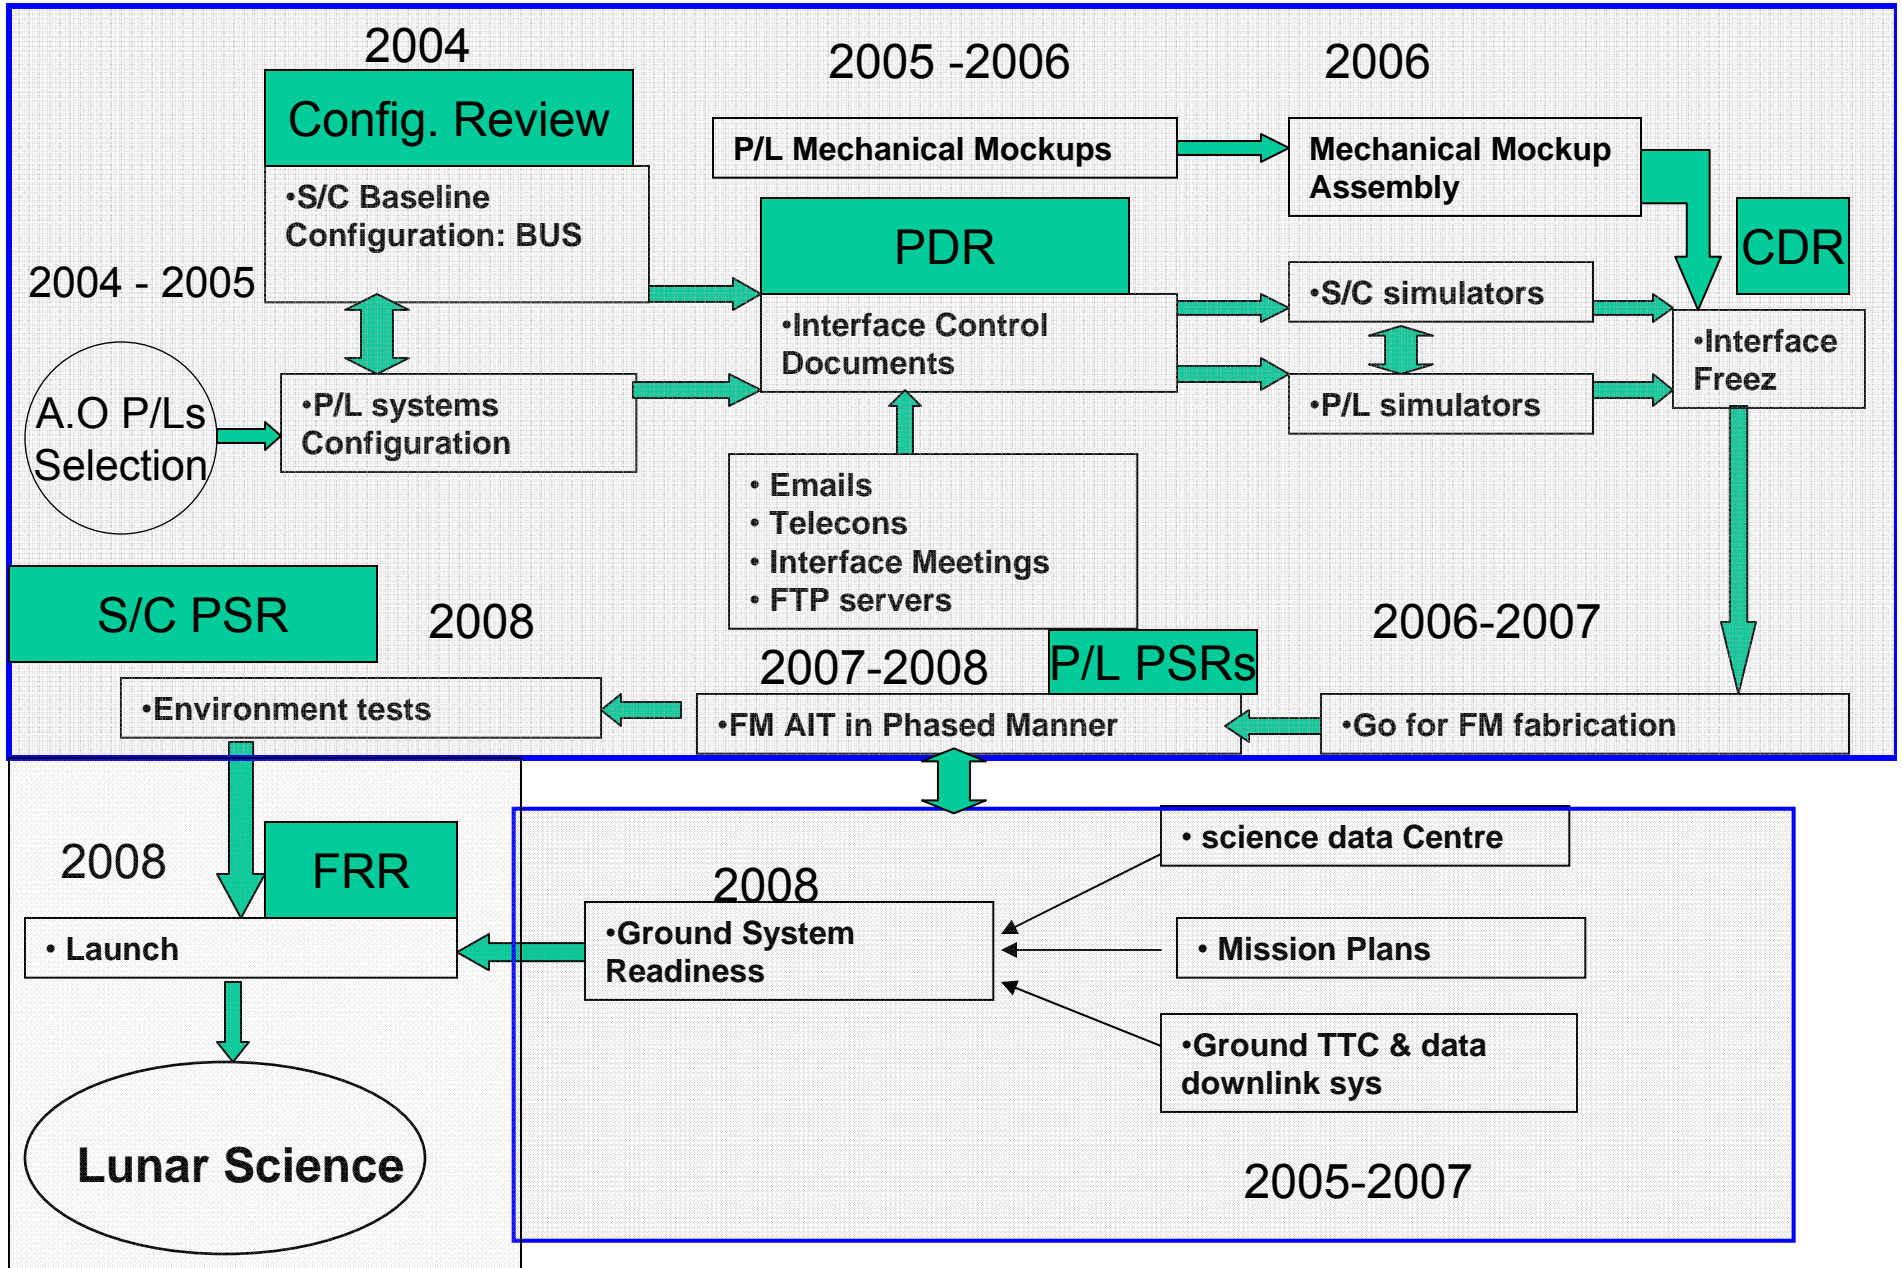 2004
2005 -2006
2006
Config. Review
P/L Mechanical Mockups
Mechanical Mockup
Assembly
•S/C Baseline
Configuration: BUS
PDR
CDR
2004 - 2005
•S/C simulators
•Interface Control
Documents
•Interface
Freez
A.O P/Ls
Selection
•P/L systems
Configuration
•P/L simulators
• Emails
• Telecons
• Interface Meetings
• FTP servers
S/C PSR
2008
2007-2008
P/L PSRs
2006-2007
•Environment tests
•FM AIT in Phased Manner
•Go for FM fabrication
2008
FRR
2008
• science data Centre
• Launch
•Ground System
Readiness
• Mission Plans
•Ground TTC & data
downlink sys
Lunar Science
2005-2007